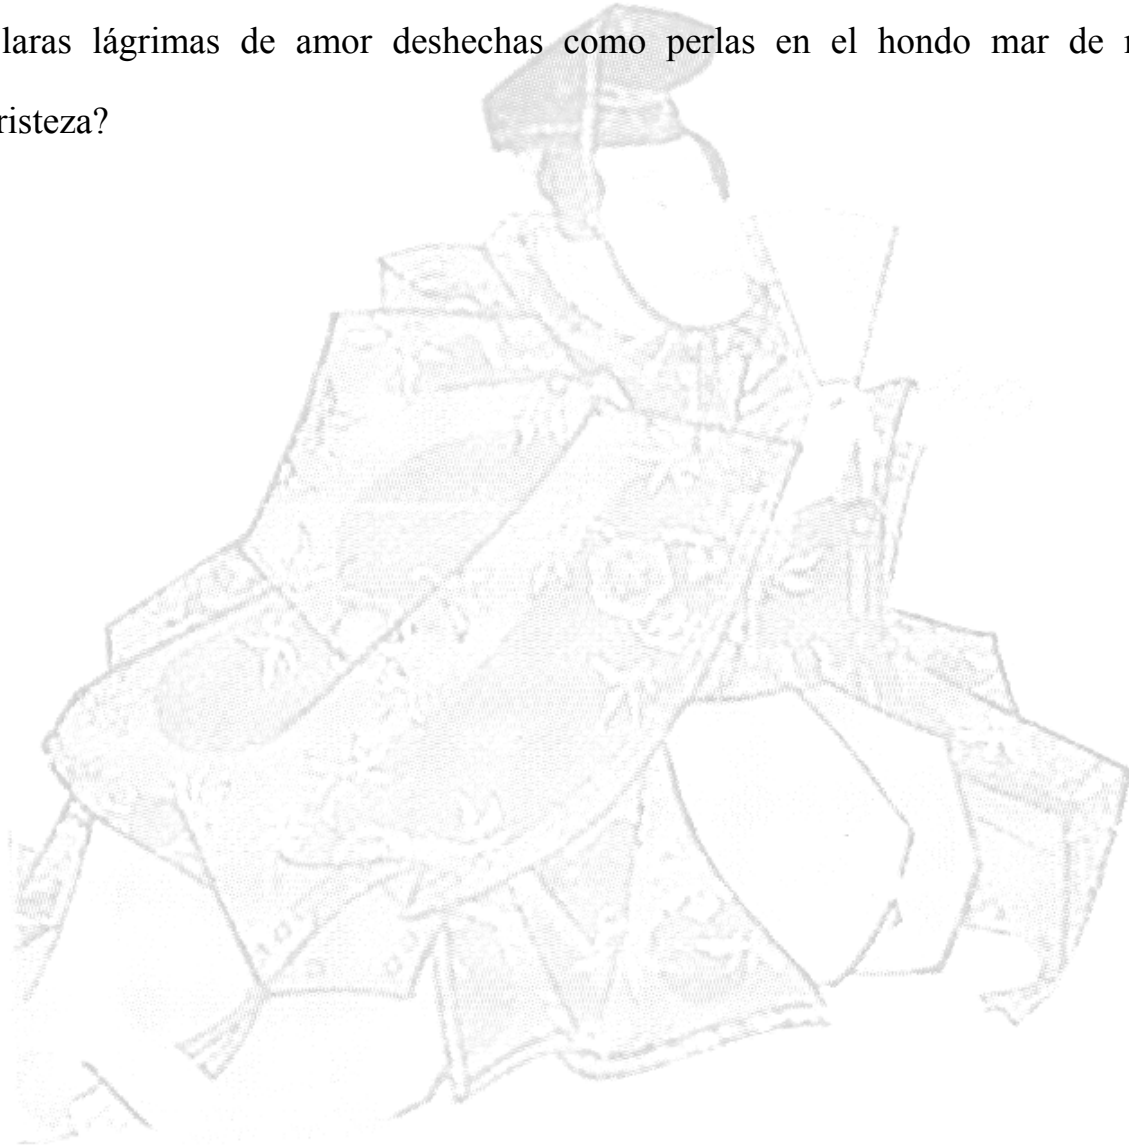 laras lágrimas de amor deshechas como perlas en el hondo mar de
risteza?